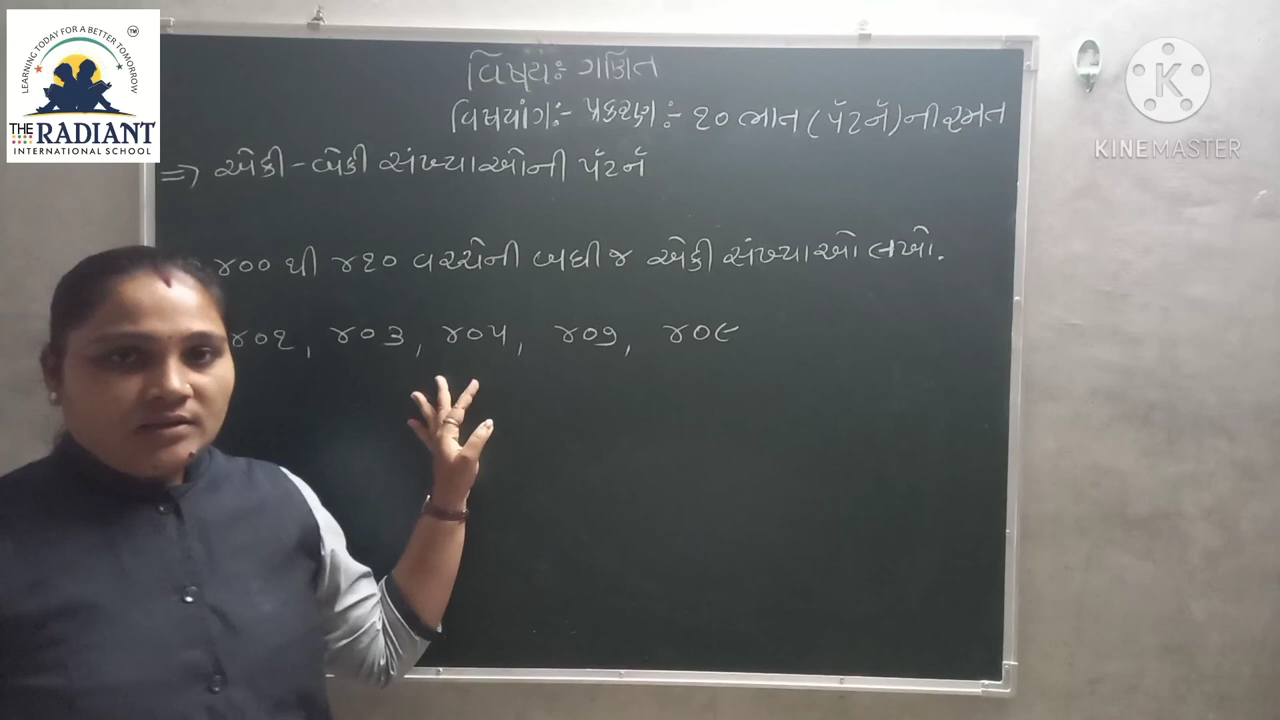 LEARNING TODAY FOR A BETTER TOMORROW
TM
THE RADIANT
INTERNATIONAL SCHOOL
K
KINEMASTER
વિષય: ગણિત
વિષયાંગ:- પ્રકરણ:- ૧૦ ભાત (પૅટર્ન) ની રમત
=> એકી-બેકી સંખ્યાઓની પૅટર્ન
૪૦૦ થી ૪૧૦ વચ્ચેની બધી જ એકી સંખ્યાઓ લખો.
૪૦૧, ૪૦૩, ૪૦૫, ૪૦૭, ૪૦૯